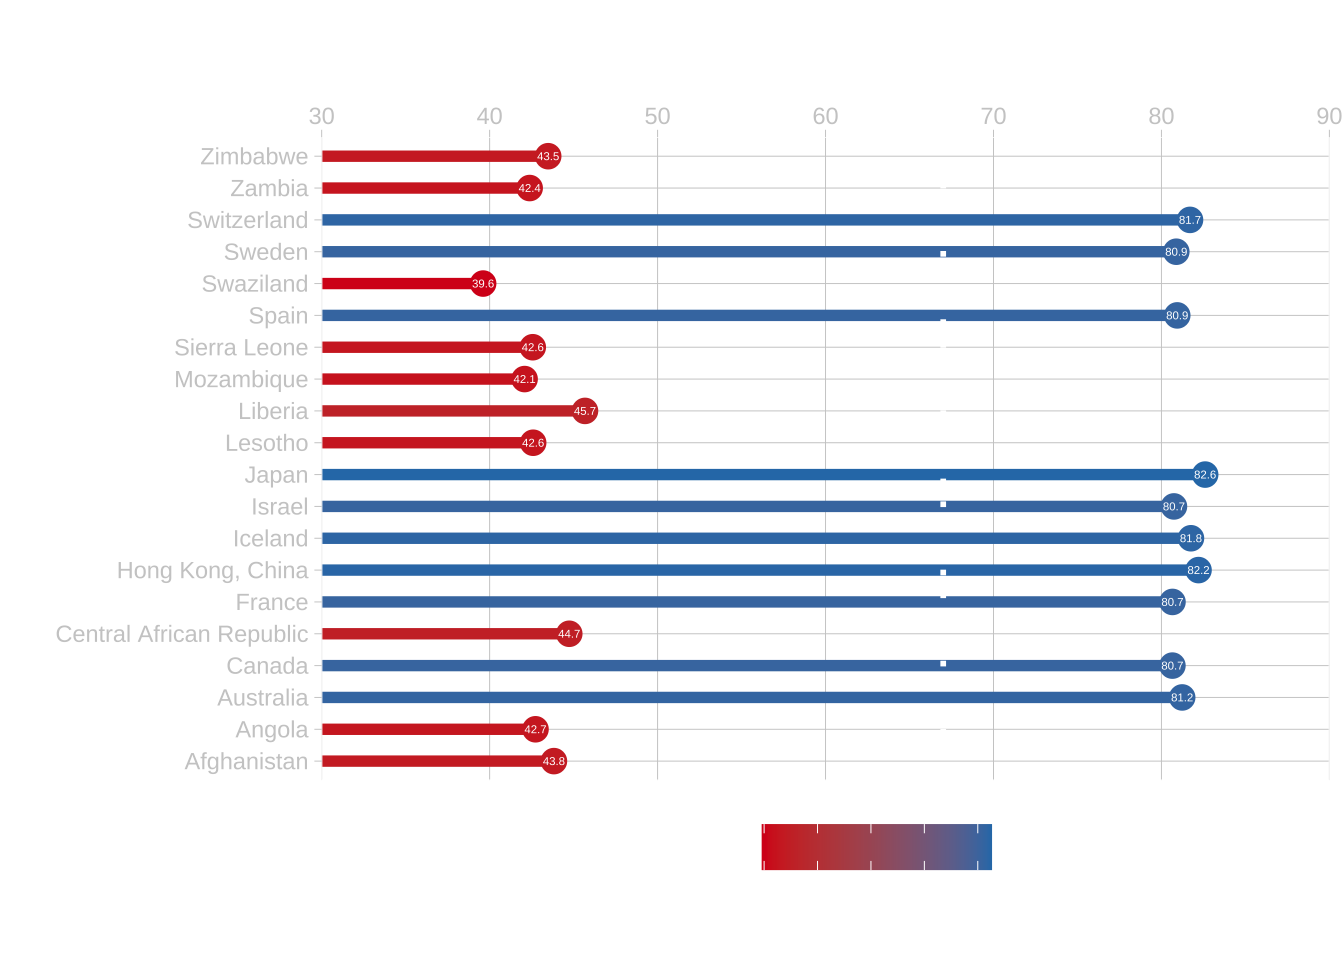 30 40 50 60 70 80 90
Zimbabwe 43.5
Zambia 42.4
Switzerland 81.7
Sweden 80.9
Swaziland 39.6
Spain 80.9
Sierra Leone 42.6
Mozambique 42.1
Liberia 45.7
Lesotho 42.6
Japan 82.6
Israel 80.7
Iceland 81.8
Hong Kong, China 82.2
France 80.7
Central African Republic 44.7
Canada 80.7
Australia 81.2
Angola 42.7
Afghanistan 43.8